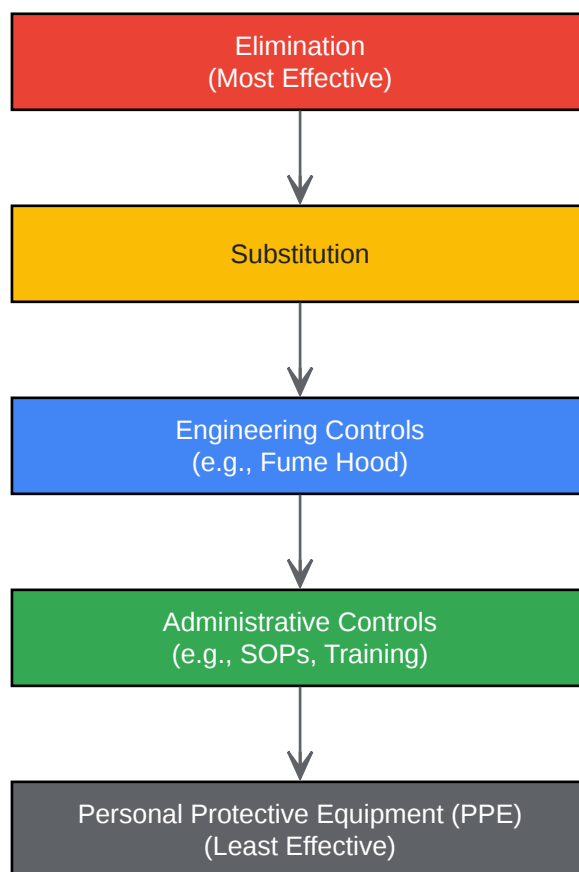 Elimination
(Most Effective)
Substitution
Engineering Controls
(e.g., Fume Hood)
Administrative Controls
(e.g., SOPs, Training)
Personal Protective Equipment (PPE)
(Least Effective)